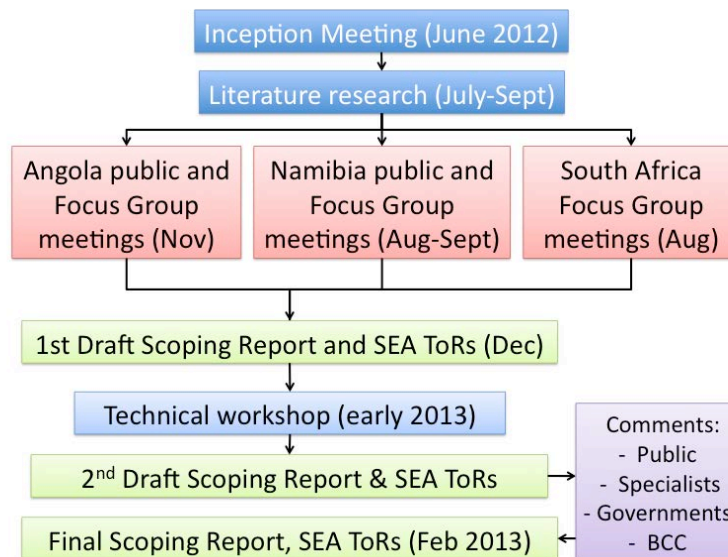 Inception Meeting (June 2012)
Literature research (July-Sept)
Angola public and
Focus Group
meetings (Nov)
Namibia public and
Focus Group
meetings (Aug-Sept)
South Africa
Focus Group
meetings (Aug)
1st Draft Scoping Report and SEA ToRs (Dec)
Technical workshop (early 2013)
2nd Draft Scoping Report & SEA ToRs
Comments:
- Public
- Specialists
- Governments
- BCC
Final Scoping Report, SEA ToRs (Feb 2013)